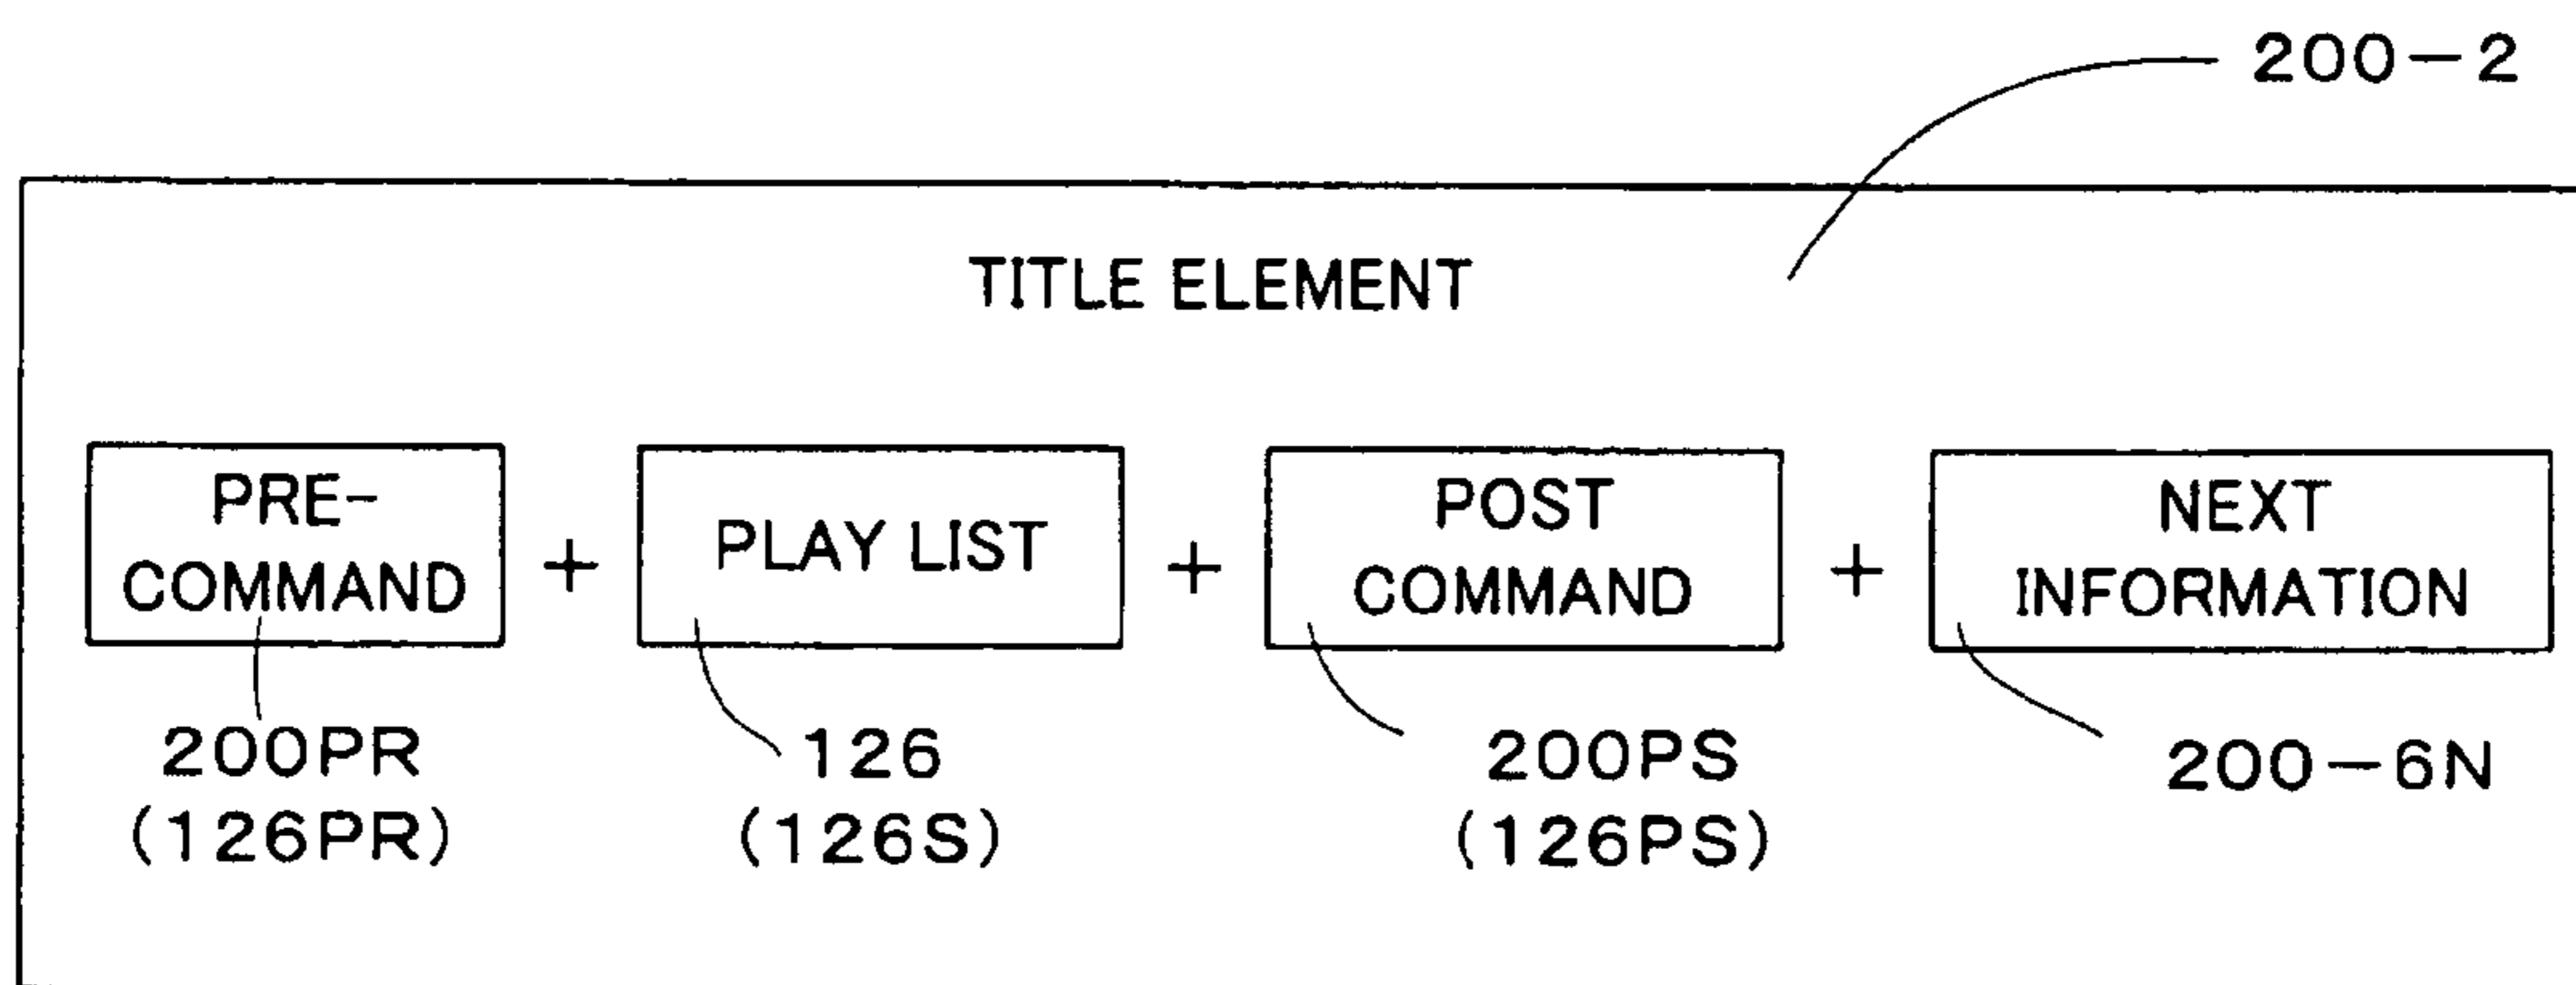 200-2
TITLE ELEMENT
PRE-
COMMAND
+
PLAY LIST
+
POST
COMMAND
+
NEXT
INFORMATION
200PR
(126PR)
126
(126S)
200PS
(126PS)
200-6N